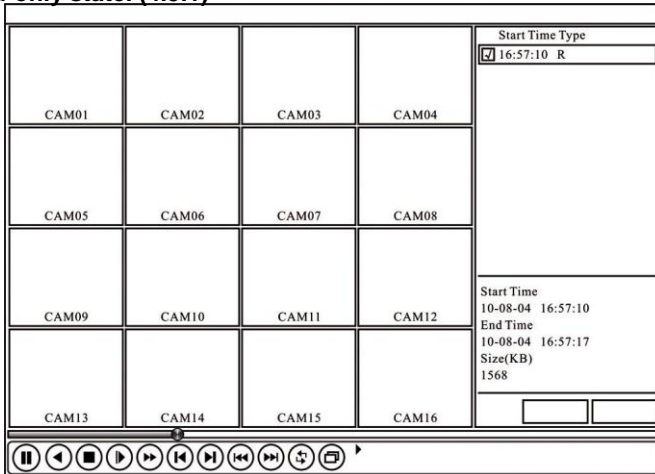 CAM01 CAM02 CAM03 CAM04
CAM05 CAM06 CAM07 CAM08
CAM09 CAM10 CAM11 CAM12
CAM13 CAM14 CAM15 CAM16
Start Time Type
16:57:10 R
Start Time
10-08-04 16:57:10
End Time
10-08-04 16:57:17
Size(KB)
1568